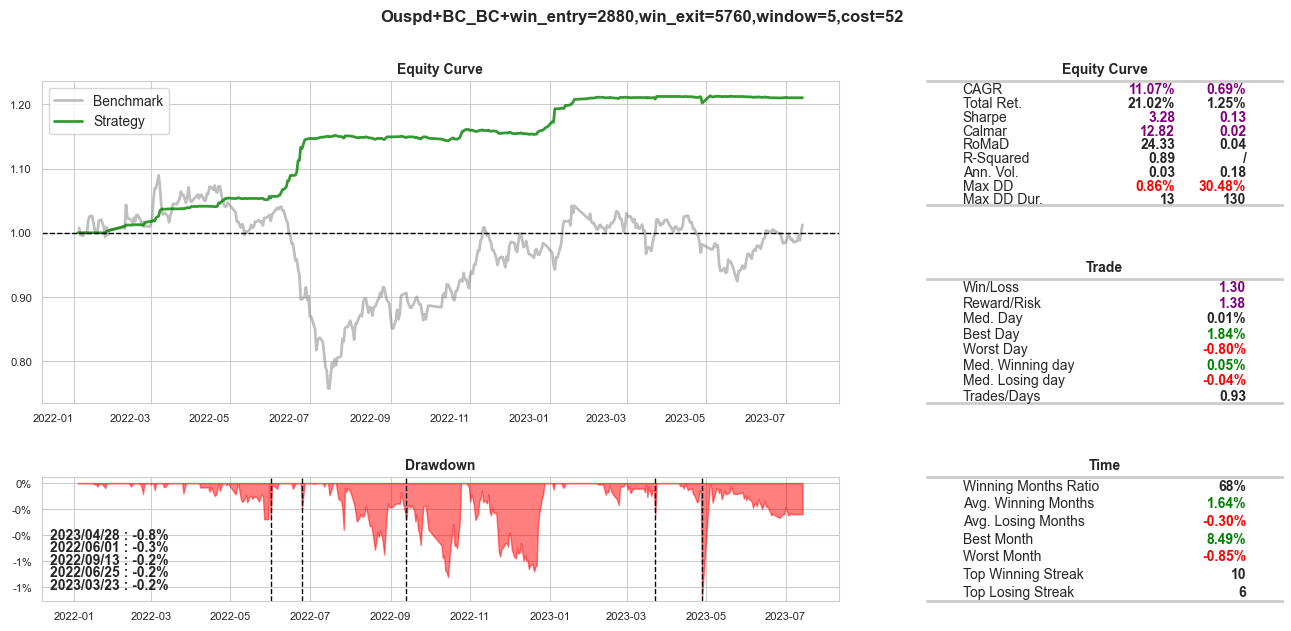 Ouspd+BC_BC+win_entry=2880,win_exit=5760,window=5,cost=52
Equity Curve
Benchmark
Strategy
1.20
1.10
1.00
0.90
0.80
2022-01 2022-03 2022-05 2022-07 2022-09 2022-11 2023-01 2023-03 2023-05 2023-07
Equity Curve
CAGR 11.07% 0.69%
Total Ret. 21.02% 1.25%
Sharpe 3.28 0.13
Calmar 12.82 0.02
RoMaD 24.33 0.04
R-Squared 0.89 /
Ann. Vol. 0.03 0.18
Max DD 0.86% 30.48%
Max DD Dur. 13 130
Trade
Win/Loss 1.30
Reward/Risk 1.38
Med. Day 0.01%
Best Day 1.84%
Worst Day -0.80%
Med. Winning day 0.05%
Med. Losing day -0.04%
Trades/Days 0.93
Drawdown
0%
-0%
-0%
-1%
-1%
2023/04/28 : -0.8%
2022/06/01 : -0.3%
2022/09/13 : -0.2%
2022/06/25 : -0.2%
2023/03/23 : -0.2%
2022-01 2022-03 2022-05 2022-07 2022-09 2022-11 2023-01 2023-03 2023-05 2023-07
Time
Winning Months Ratio 68%
Avg. Winning Months 1.64%
Avg. Losing Months -0.30%
Best Month 8.49%
Worst Month -0.85%
Top Winning Streak 10
Top Losing Streak 6